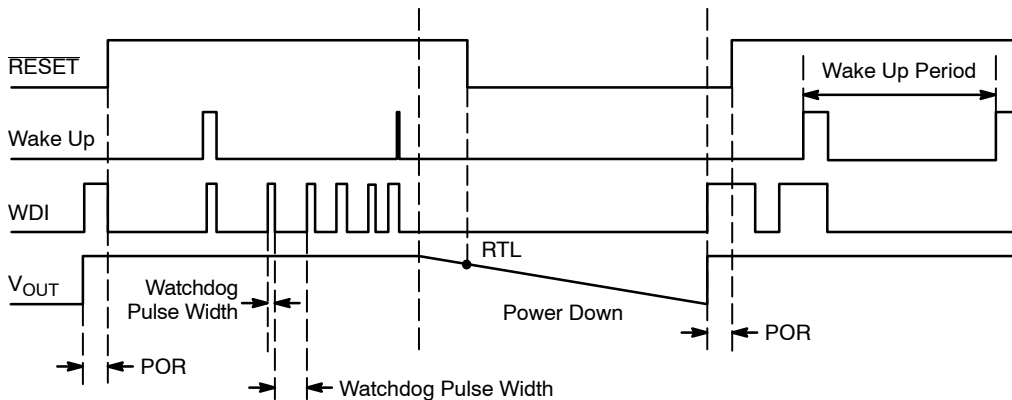 RESET
Wake Up Period
Wake Up
WDI
RTL
VOUT
Watchdog
Pulse Width
Power Down
POR
POR
Watchdog Pulse Width